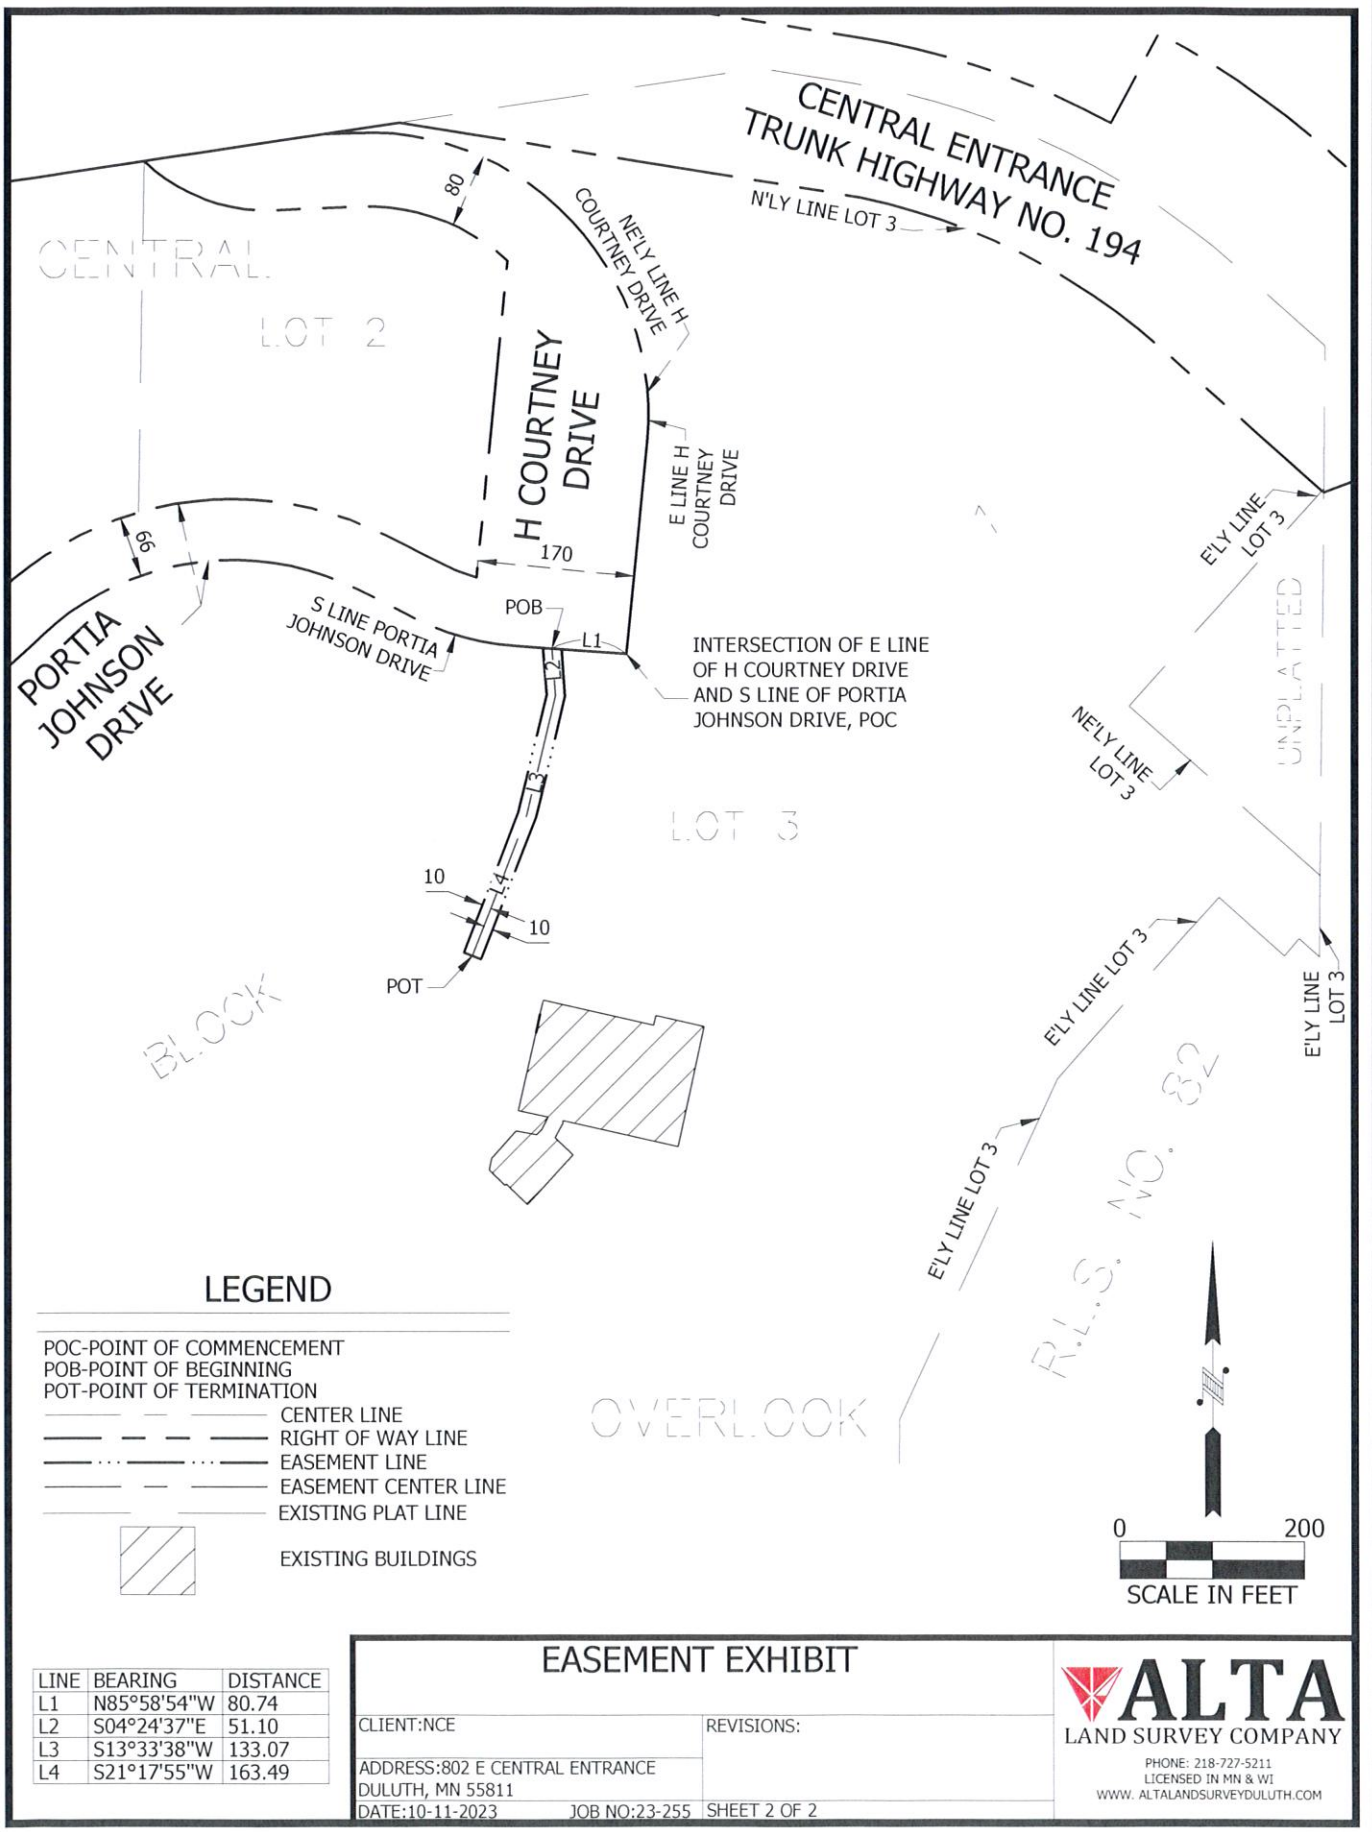 CENTRAL ENTRANCE
TRUNK HIGHWAY NO. 194
N'LY LINE LOT 3
80
NE'LY LINE H
COURTNEY DRIVE
CENTRAL
LOT 2
H COURTNEY
DRIVE
E LINE H
COURTNEY
DRIVE
E'LY LINE
LOT 3
66
170
PORTIA
JOHNSON
DRIVE
S LINE PORTIA
JOHNSON DRIVE
POB
L1
L2
INTERSECTION OF E LINE
OF H COURTNEY DRIVE
AND S LINE OF PORTIA
JOHNSON DRIVE, POC
UNPLATTED
NE'LY LINE
LOT 3
L3
LOT 3
L4
10
10
POT
BLOCK
E'LY LINE LOT 3
E'LY LINE
LOT 3
E'LY LINE LOT 3
R.L.S. NO. 82
OVERLOOK
LEGEND
POC-POINT OF COMMENCEMENT
POB-POINT OF BEGINNING
POT-POINT OF TERMINATION
CENTER LINE
RIGHT OF WAY LINE
EASEMENT LINE
EASEMENT CENTER LINE
EXISTING PLAT LINE
EXISTING BUILDINGS
0 200
SCALE IN FEET
LINE BEARING DISTANCE
L1 N85°58'54"W 80.74
L2 S04°24'37"E 51.10
L3 S13°33'38"W 133.07
L4 S21°17'55"W 163.49
EASEMENT EXHIBIT
CLIENT:NCE
REVISIONS:
ADDRESS:802 E CENTRAL ENTRANCE
DULUTH, MN 55811
DATE:10-11-2023 JOB NO:23-255 SHEET 2 OF 2
ALTA
LAND SURVEY COMPANY
PHONE: 218-727-5211
LICENSED IN MN & WI
WWW. ALTALANDSURVEYDULUTH.COM